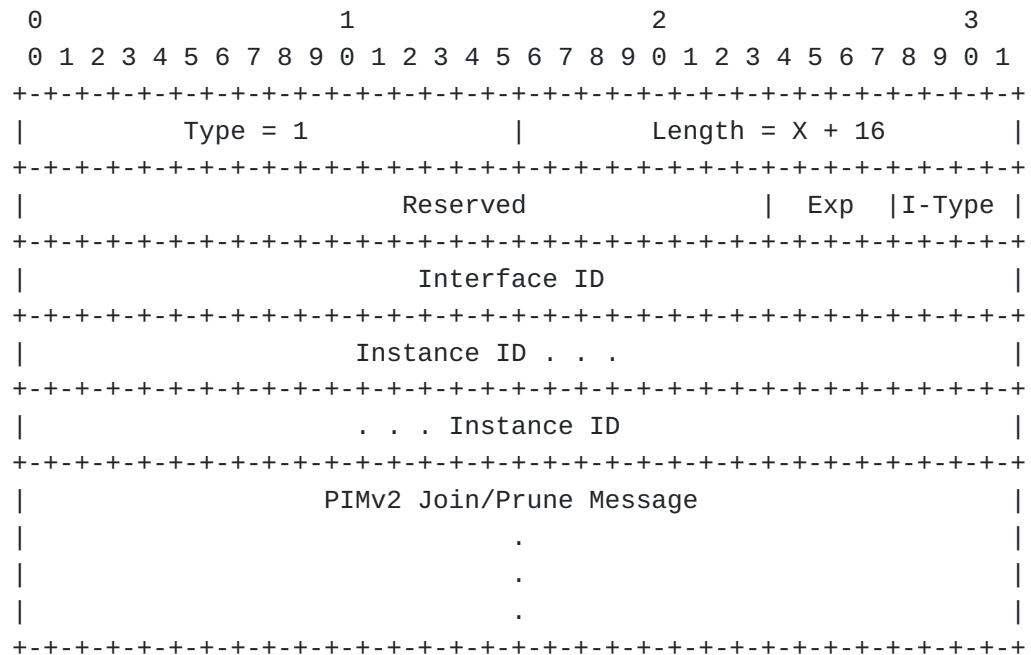 0                   1                   2                   3
 0 1 2 3 4 5 6 7 8 9 0 1 2 3 4 5 6 7 8 9 0 1 2 3 4 5 6 7 8 9 0 1
+-+-+-+-+-+-+-+-+-+-+-+-+-+-+-+-+-+-+-+-+-+-+-+-+-+-+-+-+-+-+-+-+
|          Type = 1             |        Length = X + 16        |
+-+-+-+-+-+-+-+-+-+-+-+-+-+-+-+-+-+-+-+-+-+-+-+-+-+-+-+-+-+-+-+-+
|                        Reserved               |  Exp  |I-Type |
+-+-+-+-+-+-+-+-+-+-+-+-+-+-+-+-+-+-+-+-+-+-+-+-+-+-+-+-+-+-+-+-+
|                         Interface ID                          |
+-+-+-+-+-+-+-+-+-+-+-+-+-+-+-+-+-+-+-+-+-+-+-+-+-+-+-+-+-+-+-+-+
|                     Instance ID . . .                         |
+-+-+-+-+-+-+-+-+-+-+-+-+-+-+-+-+-+-+-+-+-+-+-+-+-+-+-+-+-+-+-+-+
|                     . . . Instance ID                         |
+-+-+-+-+-+-+-+-+-+-+-+-+-+-+-+-+-+-+-+-+-+-+-+-+-+-+-+-+-+-+-+-+
|                   PIMv2 Join/Prune Message                    |
|                               .                               |
|                               .                               |
|                               .                               |
+-+-+-+-+-+-+-+-+-+-+-+-+-+-+-+-+-+-+-+-+-+-+-+-+-+-+-+-+-+-+-+-+